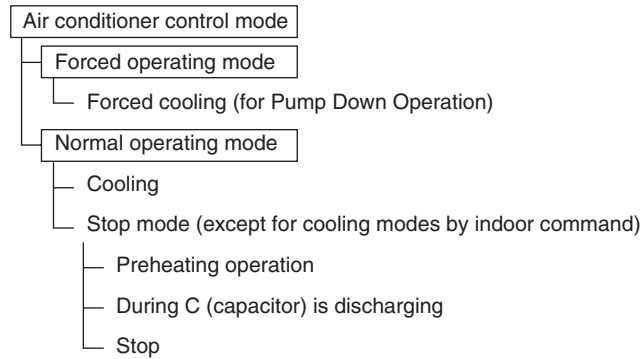 Air conditioner control mode
Forced operating mode
Forced cooling (for Pump Down Operation)
Normal operating mode
Cooling
Stop mode (except for cooling modes by indoor command)
Preheating operation
During C (capacitor) is discharging
Stop